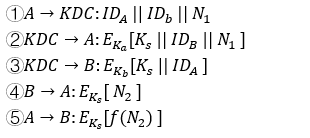 ①A → KDC: ID_A || ID_b || N_1
②KDC → A: E_{K_a}[K_s || ID_B || N_1 ]
③KDC → B: E_{K_b}[K_s || ID_A ]
④B → A: E_{K_s}[ N_2 ]
⑤A → B: E_{K_s}[f(N_2) ]